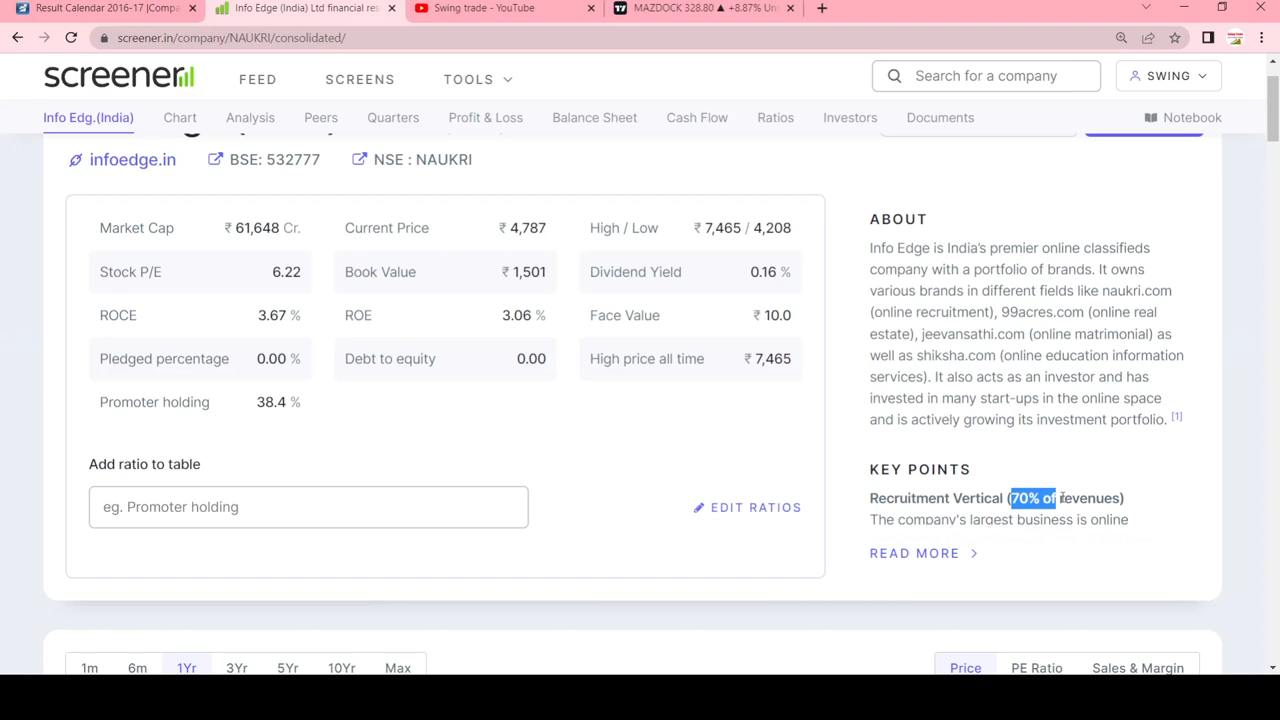 Result Calendar 2016-17 |Compa
Info Edge (India) Ltd financial res
Swing trade - YouTube
MAZDOCK 328.80 ▲ +8.87% Un
screener.in/company/NAUKRI/consolidated/
screener
FEED
SCREENS
TOOLS
Search for a company
SWING
Info Edg.(India)
Chart
Analysis
Peers
Quarters
Profit & Loss
Balance Sheet
Cash Flow
Ratios
Investors
Documents
Notebook
infoedge.in
BSE: 532777
NSE : NAUKRI
Market Cap ₹ 61,648 Cr.
Current Price ₹ 4,787
High / Low ₹ 7,465 / 4,208
Stock P/E 6.22
Book Value ₹ 1,501
Dividend Yield 0.16 %
ROCE 3.67 %
ROE 3.06 %
Face Value ₹ 10.0
Pledged percentage 0.00 %
Debt to equity 0.00
High price all time ₹ 7,465
Promoter holding 38.4 %
Add ratio to table
eg. Promoter holding
EDIT RATIOS
ABOUT
Info Edge is India's premier online classifieds
company with a portfolio of brands. It owns
various brands in different fields like naukri.com
(online recruitment), 99acres.com (online real
estate), jeevansathi.com (online matrimonial) as
well as shiksha.com (online education information
services). It also acts as an investor and has
invested in many start-ups in the online space
and is actively growing its investment portfolio. [1]
KEY POINTS
Recruitment Vertical (70% of revenues)
The company's largest business is online
READ MORE
1m
6m
1Yr
3Yr
5Yr
10Yr
Max
Price
PE Ratio
Sales & Margin